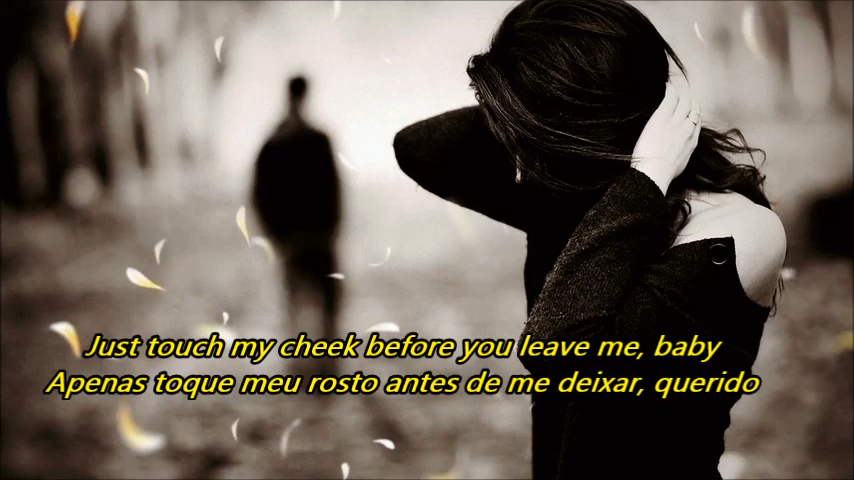 Just touch my cheek before you leave me, baby
Apenas toque meu rosto antes de me deixar, querido